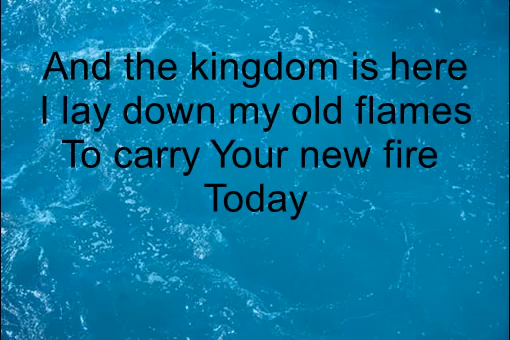 And the kingdom is here
I lay down my old flames
To carry Your new fire
Today